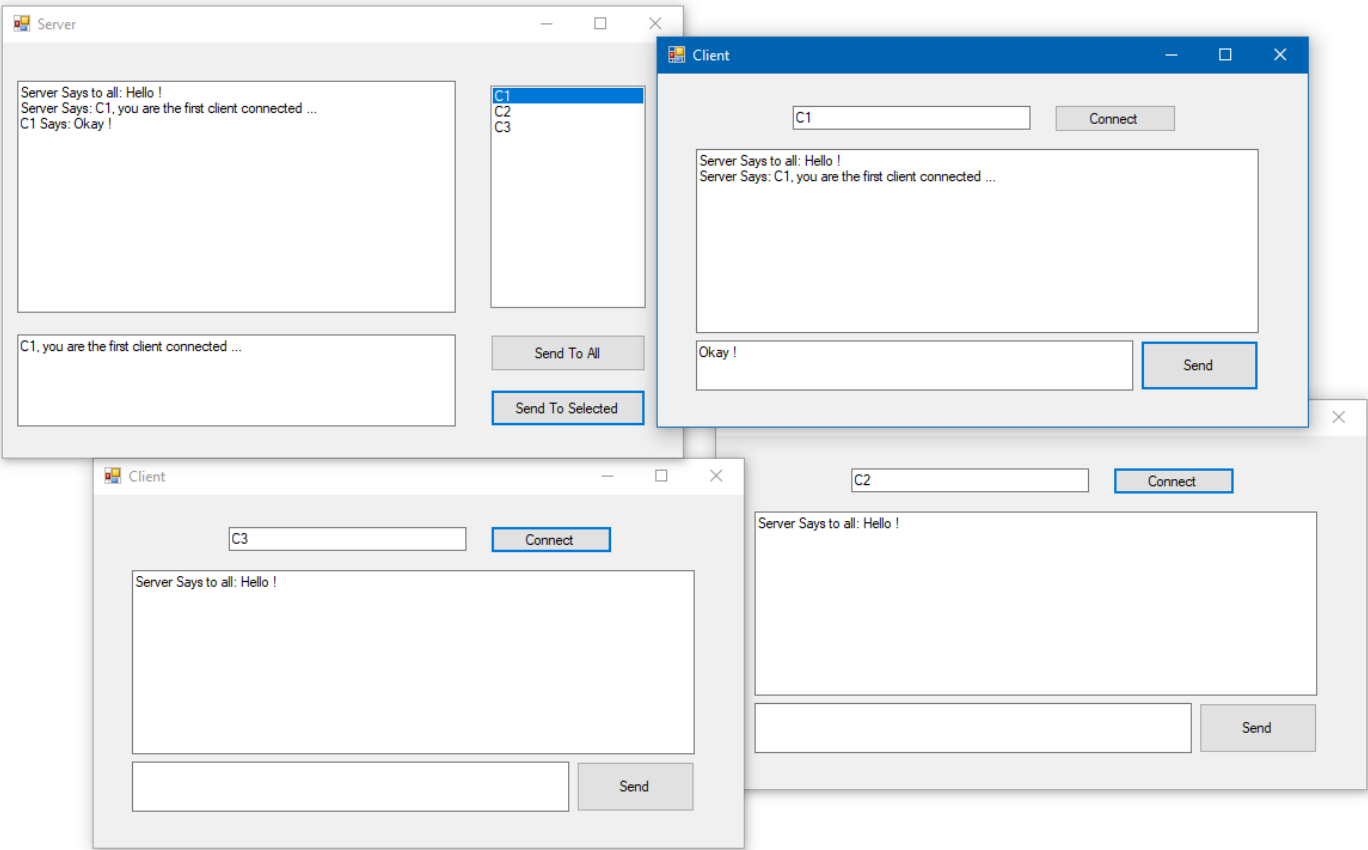 Server
Server Says to all: Hello !
Server Says: C1, you are the first client connected ...
C1 Says: Okay !
C1
C2
C3
C1, you are the first client connected ...
Send To All
Send To Selected
Client
C1
Connect
Server Says to all: Hello !
Server Says: C1, you are the first client connected ...
Okay !
Send
Client
C3
Connect
Server Says to all: Hello !
Send
C2
Connect
Server Says to all: Hello !
Send